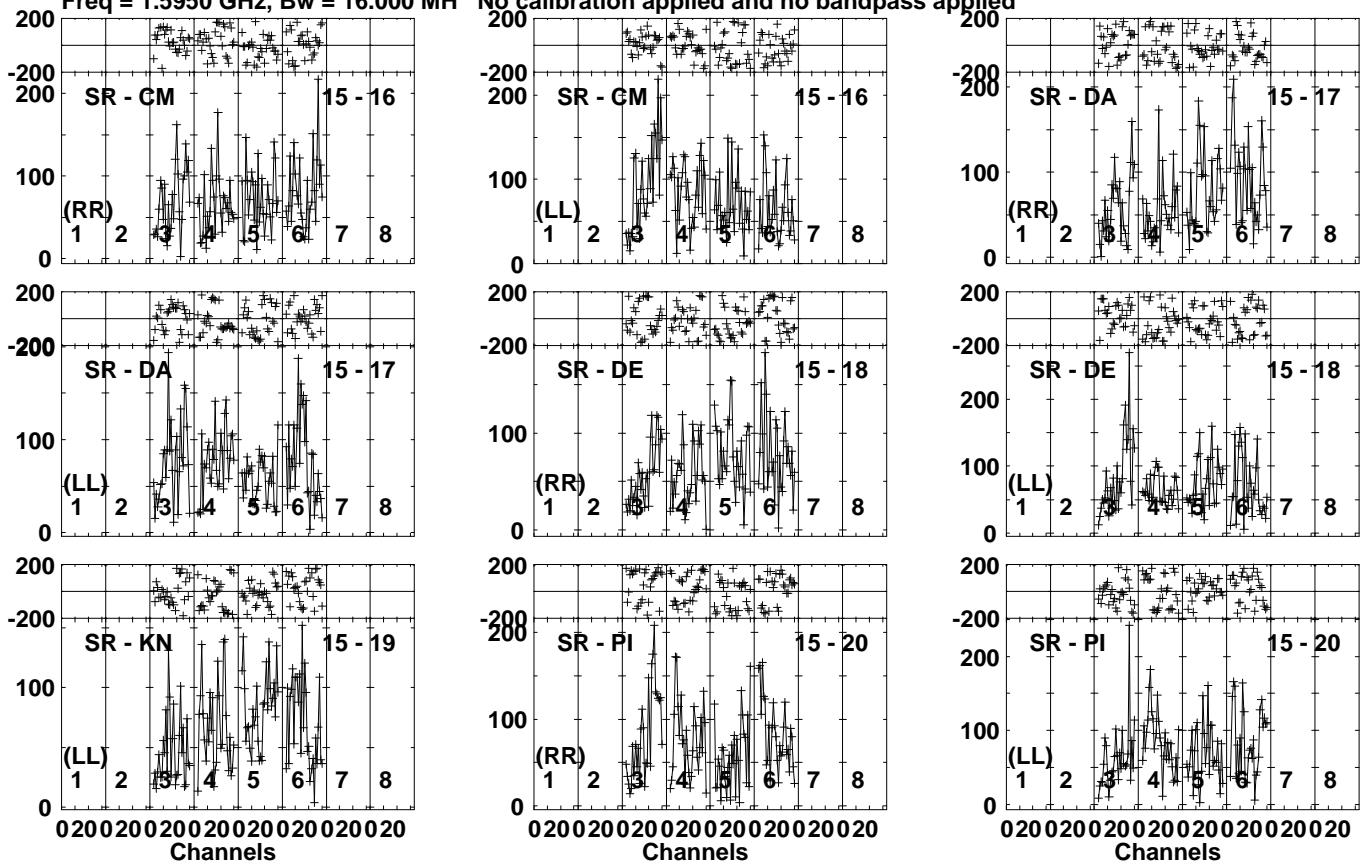 Freq = 1.5950 GHz, Bw = 16.000 MH No calibration applied and no bandpass applied
200 200 200
-200 -200 -200
200 200 200
SR - CM 15 - 16 SR - CM 15 - 16 SR - DA 15 - 17
100 100 100
(RR) (LL) (RR)
1 2 3 4 5 6 7 8 1 2 3 4 5 6 7 8 1 2 3 4 5 6 7 8
0 0 0
200 200 200
-200 -200 -200
200
SR - DA 15 - 17 SR - DE 15 - 18 SR - DE 15 - 18
200
100 100 100
(LL) (RR) (LL)
1 2 3 4 5 6 7 8 1 2 3 4 5 6 7 8 1 2 3 4 5 6 7 8
0 0 0
200 200 200
-200 -200 -200
200
SR - KN 15 - 19 SR - PI 15 - 20 SR - PI 15 - 20
200
100 100 100
(LL) (RR) (LL)
1 2 3 4 5 6 7 8 1 2 3 4 5 6 7 8 1 2 3 4 5 6 7 8
0 0 0
0 20 0 20 0 20 0 20 0 20 0 20 0 20 0 20 0 20 0 20 0 20 0 20 0 20 0 20 0 20 0 20 0 20 0 20 0 20 0 20 0 20 0 20 0 20 0 20
Channels Channels Channels